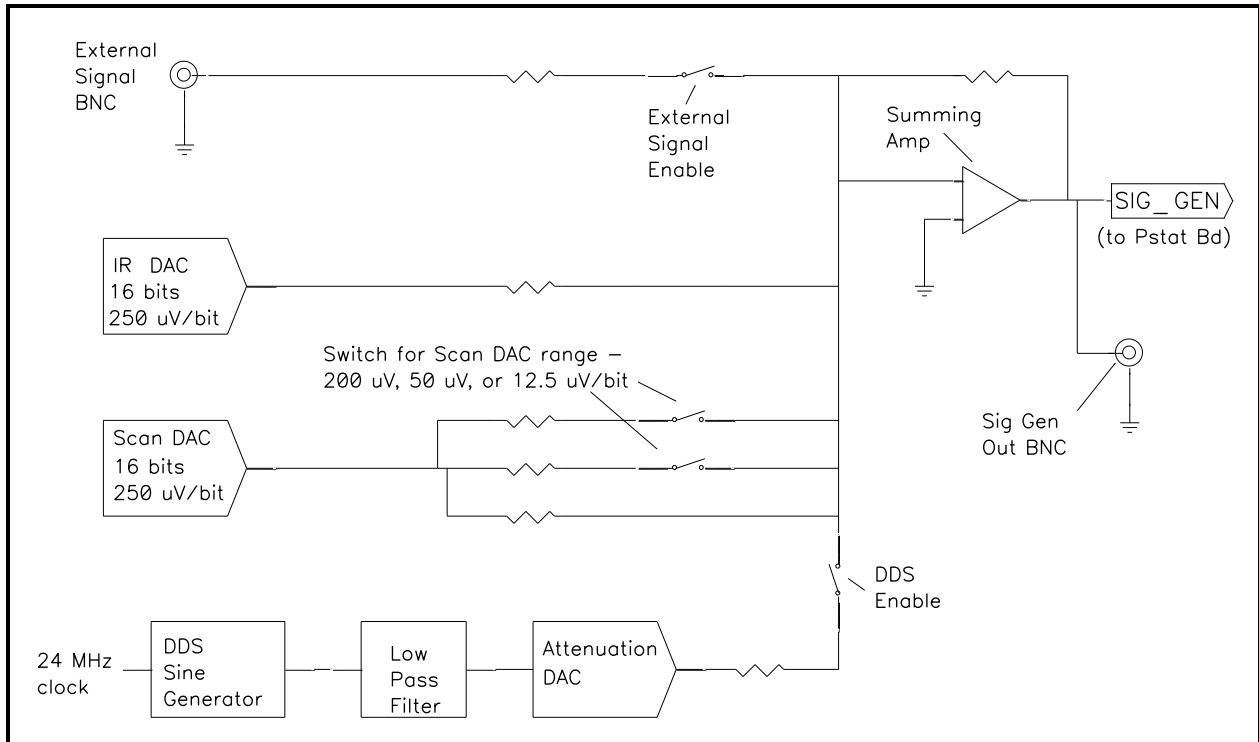 External
Signal
BNC
External
Signal
Enable
Summing
Amp
SIG_ GEN
(to Pstat Bd)
IR DAC
16 bits
250 uV/bit
Switch for Scan DAC range –
200 uV, 50 uV, or 12.5 uV/bit
Scan DAC
16 bits
250 uV/bit
Sig Gen
Out BNC
DDS
Enable
24 MHz
clock
DDS
Sine
Generator
Low
Pass
Filter
Attenuation
DAC